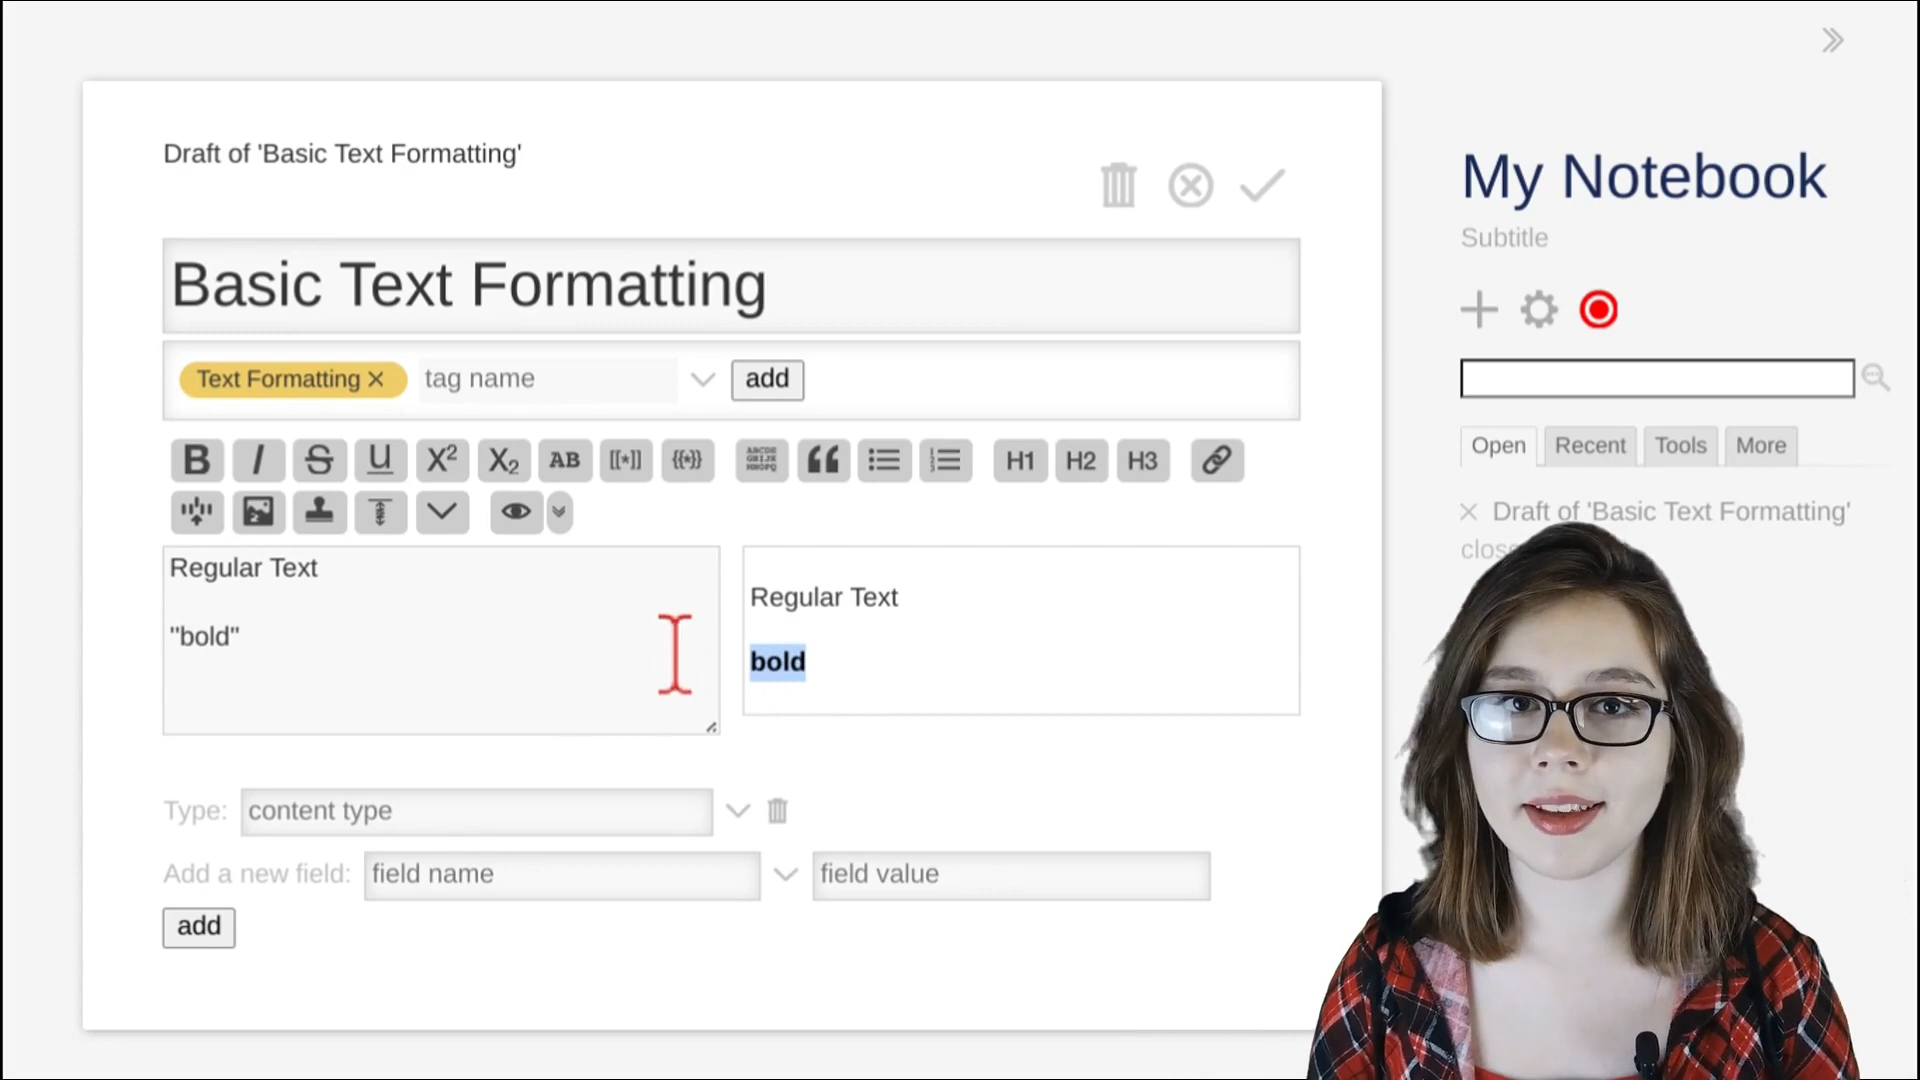 Draft of 'Basic Text Formatting'
My Notebook
Subtitle
Basic Text Formatting
Text Formatting ×
tag name
add
B I S U X² X₂ AB [[*]] {{*}}
H1 H2 H3
Open
Recent
Tools
More
× Draft of 'Basic Text Formatting'
Regular Text
''bold''
Regular Text
bold
Type: content type
Add a new field: field name
field value
add